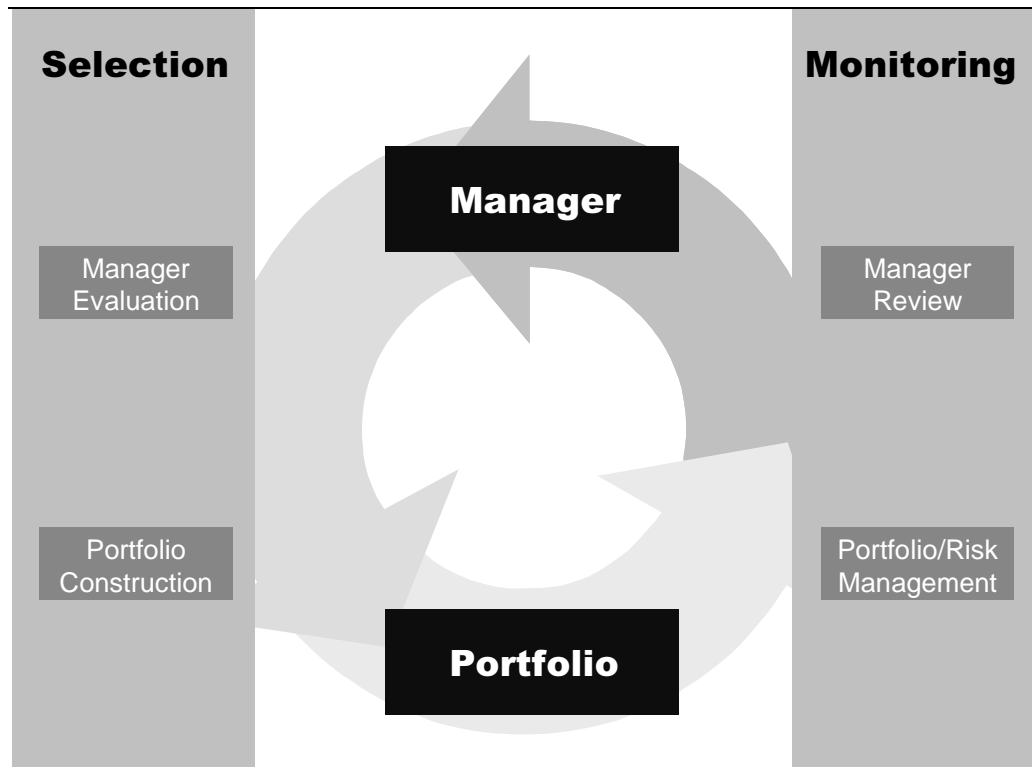 Selection
Monitoring
Manager
Manager
Evaluation
Manager
Review
Portfolio
Construction
Portfolio/Risk
Management
Portfolio